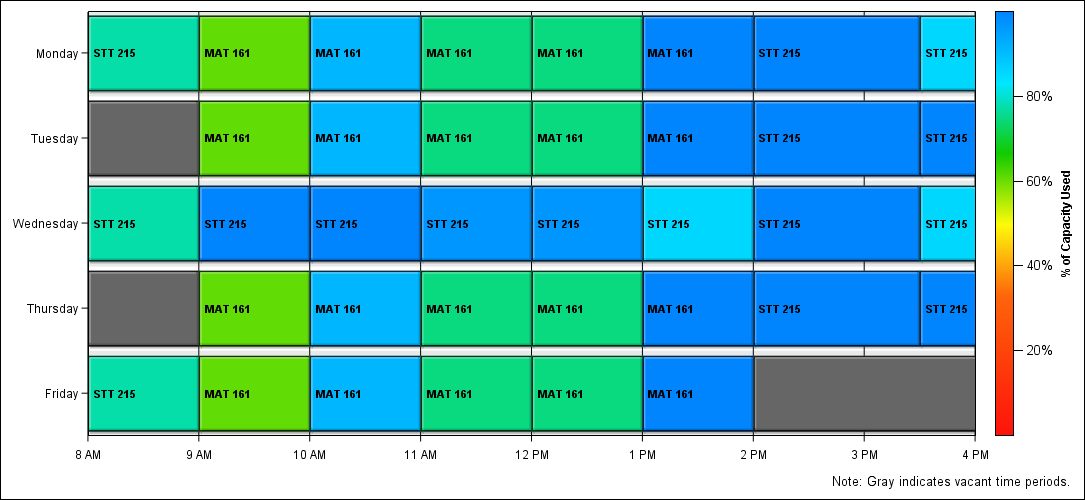 Monday STT 215 MAT 161 MAT 161 MAT 161 MAT 161 MAT 161 STT 215 STT 215
Tuesday MAT 161 MAT 161 MAT 161 MAT 161 MAT 161 STT 215 STT 215
Wednesday STT 215 STT 215 STT 215 STT 215 STT 215 STT 215 STT 215 STT 215
Thursday MAT 161 MAT 161 MAT 161 MAT 161 MAT 161 STT 215 STT 215
Friday STT 215 MAT 161 MAT 161 MAT 161 MAT 161 MAT 161
8 AM 9 AM 10 AM 11 AM 12 PM 1 PM 2 PM 3 PM 4 PM
80%
60%
40%
20%
% of Capacity Used
Note: Gray indicates vacant time periods.